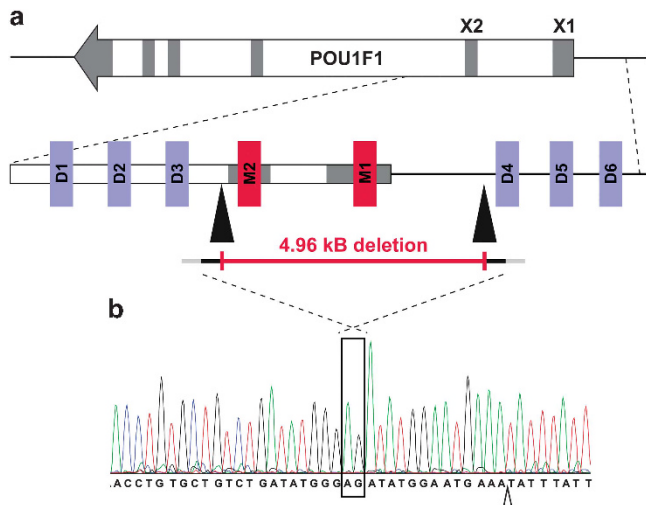 a
X2 X1
POU1F1
D1 D2 D3 M2 M1 D4 D5 D6
4.96 kB deletion
b
.ACCTGTGCTGTCTGATATGGGAGATATGGAATGAAATATTTATT